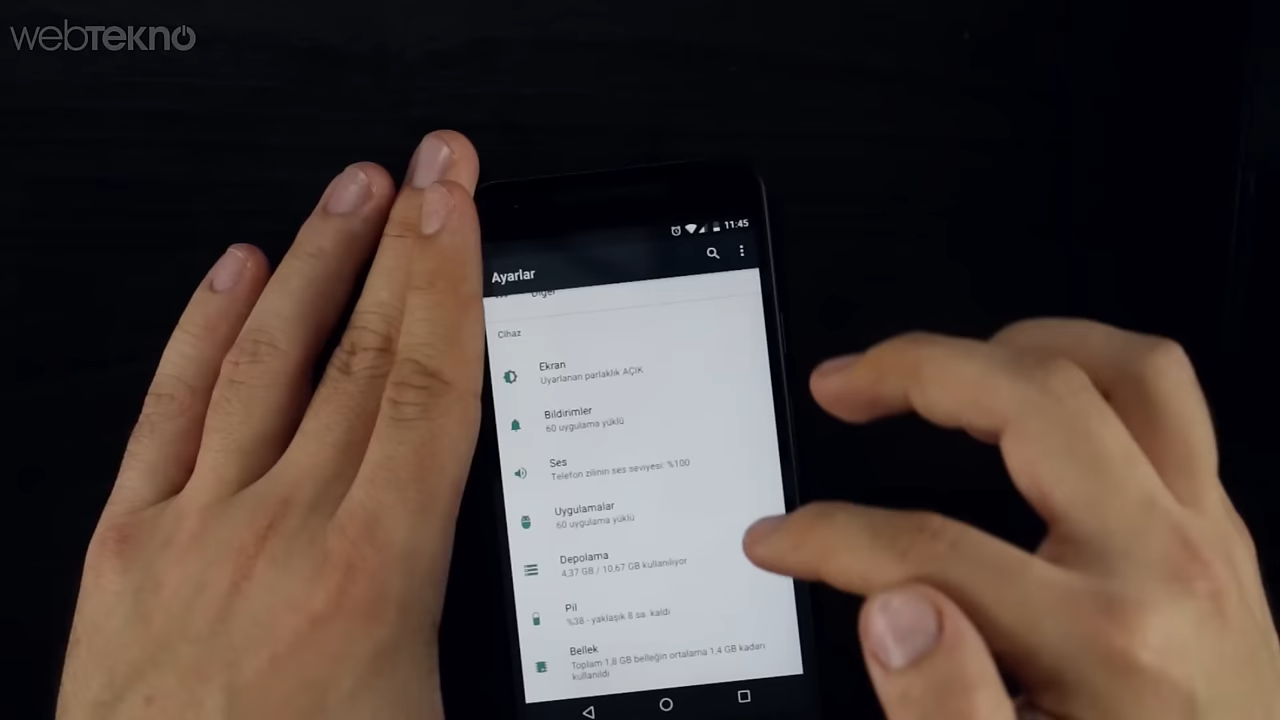 webTEKNO
11:45
Ayarlar
Diğer
Cihaz
Ekran
Uyarlanan parlaklık AÇIK
Bildirimler
60 uygulama yüklü
Ses
Telefon zilinin ses seviyesi: %100
Uygulamalar
60 uygulama yüklü
Depolama
4,37 GB / 10,67 GB kullanılıyor
Pil
%38 - yaklaşık 8 sa. kaldı
Bellek
Toplam 1,8 GB belleğin ortalama 1,4 GB kadarı
kullanıldı